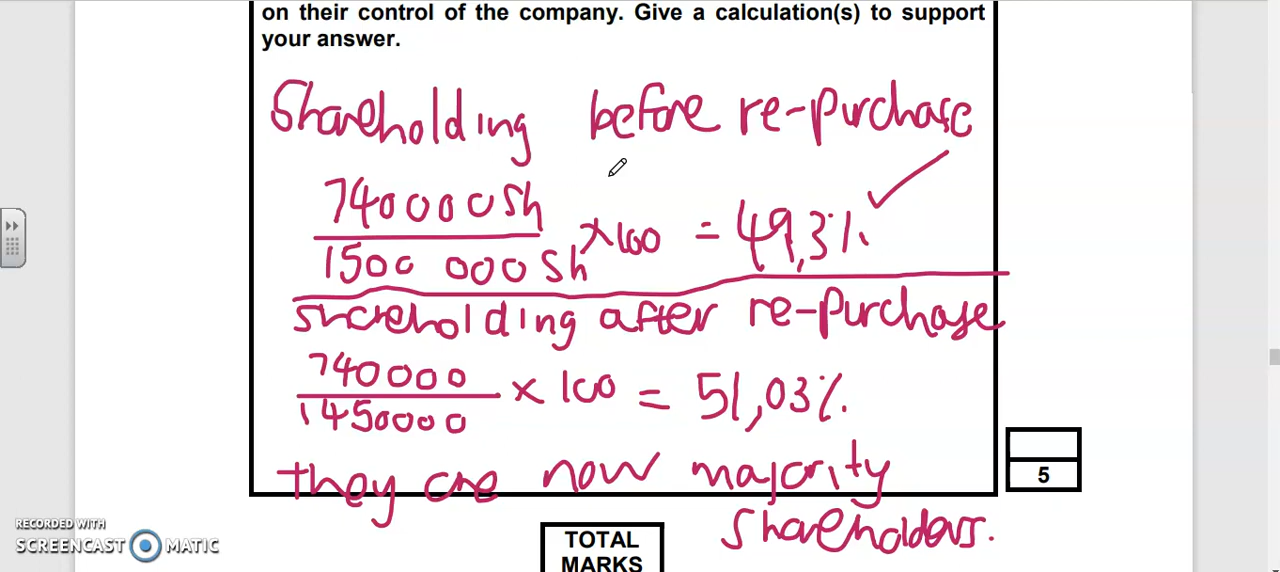 on their control of the company. Give a calculation(s) to support
your answer.
Shareholding before re-purchase
740000sh
1500 000sh
×100 = 49,3%
shareholding after re-purchase
740000
1450000
× 100 = 51,03%
they are now majority
shareholders.
5
TOTAL
MARKS
RECORDED WITH
SCREENCAST MATIC